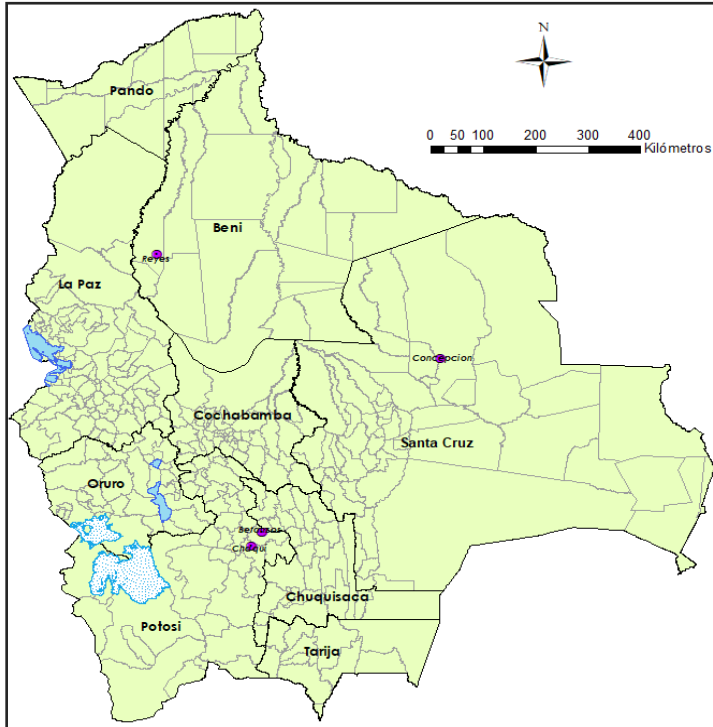 N
Pando
0 50 100 200 300 400
Kilómetros
Beni
Reyes
La Paz
Concepcion
Cochabamba
Santa Cruz
Oruro
Chuquisaca
Potosi
Tarija